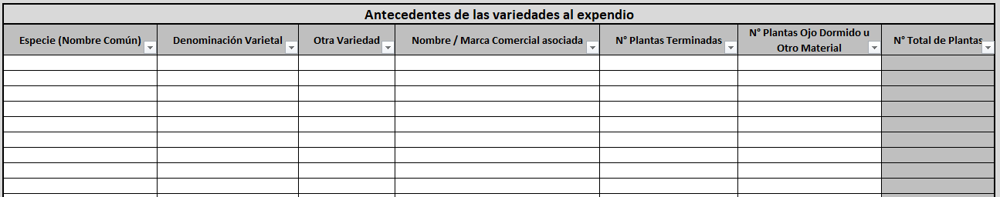 Antecedentes de las variedades al expendio
Especie (Nombre Común)
Denominación Varietal
Otra Variedad
Nombre / Marca Comercial asociada
N° Plantas Terminadas
N° Plantas Ojo Dormido u
Otro Material
N° Total de Plantas